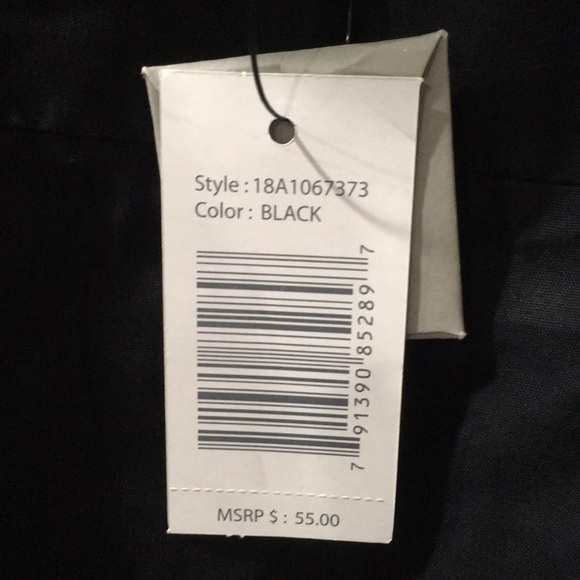 Style : 18A1067373
Color : BLACK
7 91390 85289 7
MSRP $ : 55.00